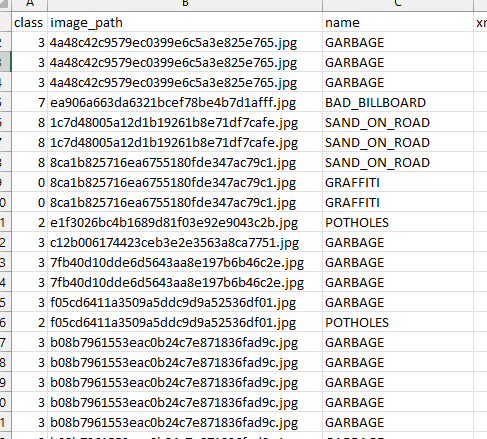 A B C
class image_path name
3 4a48c42c9579ec0399e6c5a3e825e765.jpg GARBAGE
3 4a48c42c9579ec0399e6c5a3e825e765.jpg GARBAGE
3 4a48c42c9579ec0399e6c5a3e825e765.jpg GARBAGE
7 ea906a663da6321bcef78be4b7d1afff.jpg BAD_BILLBOARD
8 1c7d48005a12d1b19261b8e71df7cafe.jpg SAND_ON_ROAD
8 1c7d48005a12d1b19261b8e71df7cafe.jpg SAND_ON_ROAD
8 8ca1b825716ea6755180fde347ac79c1.jpg SAND_ON_ROAD
0 8ca1b825716ea6755180fde347ac79c1.jpg GRAFFITI
0 8ca1b825716ea6755180fde347ac79c1.jpg GRAFFITI
2 e1f3026bc4b1689d81f03e92e9043c2b.jpg POTHOLES
3 c12b006174423ceb3e2e3563a8ca7751.jpg GARBAGE
3 7fb40d10dde6d5643aa8e197b6b46c2e.jpg GARBAGE
3 7fb40d10dde6d5643aa8e197b6b46c2e.jpg GARBAGE
3 f05cd6411a3509a5ddc9d9a52536df01.jpg GARBAGE
2 f05cd6411a3509a5ddc9d9a52536df01.jpg POTHOLES
3 b08b7961553eac0b24c7e871836fad9c.jpg GARBAGE
3 b08b7961553eac0b24c7e871836fad9c.jpg GARBAGE
3 b08b7961553eac0b24c7e871836fad9c.jpg GARBAGE
3 b08b7961553eac0b24c7e871836fad9c.jpg GARBAGE
3 b08b7961553eac0b24c7e871836fad9c.jpg GARBAGE